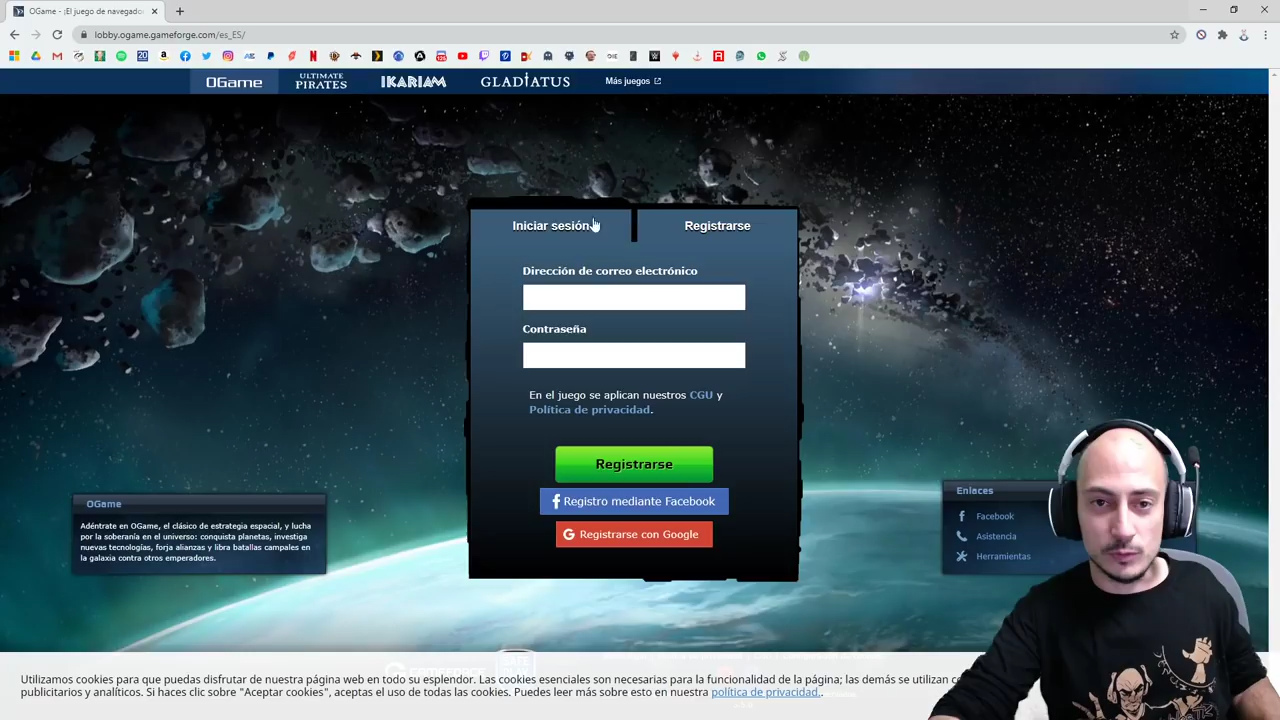 OGame - ¡El juego de navegador
lobby.ogame.gameforge.com/es_ES/
OGame
ULTIMATE
PIRATES
IKARIAM
GLADIATUS
Más juegos
Iniciar sesión
Registrarse
Dirección de correo electrónico
Contraseña
En el juego se aplican nuestros CGU y
Política de privacidad.
Registrarse
Registro mediante Facebook
Registrarse con Google
OGame
Adéntrate en OGame, el clásico de estrategia espacial, y lucha
por la soberanía en el universo: conquista planetas, investiga
nuevas tecnologías, forja alianzas y libra batallas campales en
la galaxia contra otros emperadores.
Enlaces
Facebook
Asistencia
Herramientas
Utilizamos cookies para que puedas disfrutar de nuestra página web en todo su esplendor. Las cookies esenciales son necesarias para la funcionalidad de la página; las demás se utilizan
publicitarios y analíticos. Si haces clic sobre "Aceptar cookies", aceptas el uso de todas las cookies. Puedes leer más sobre esto en nuestra política de privacidad..